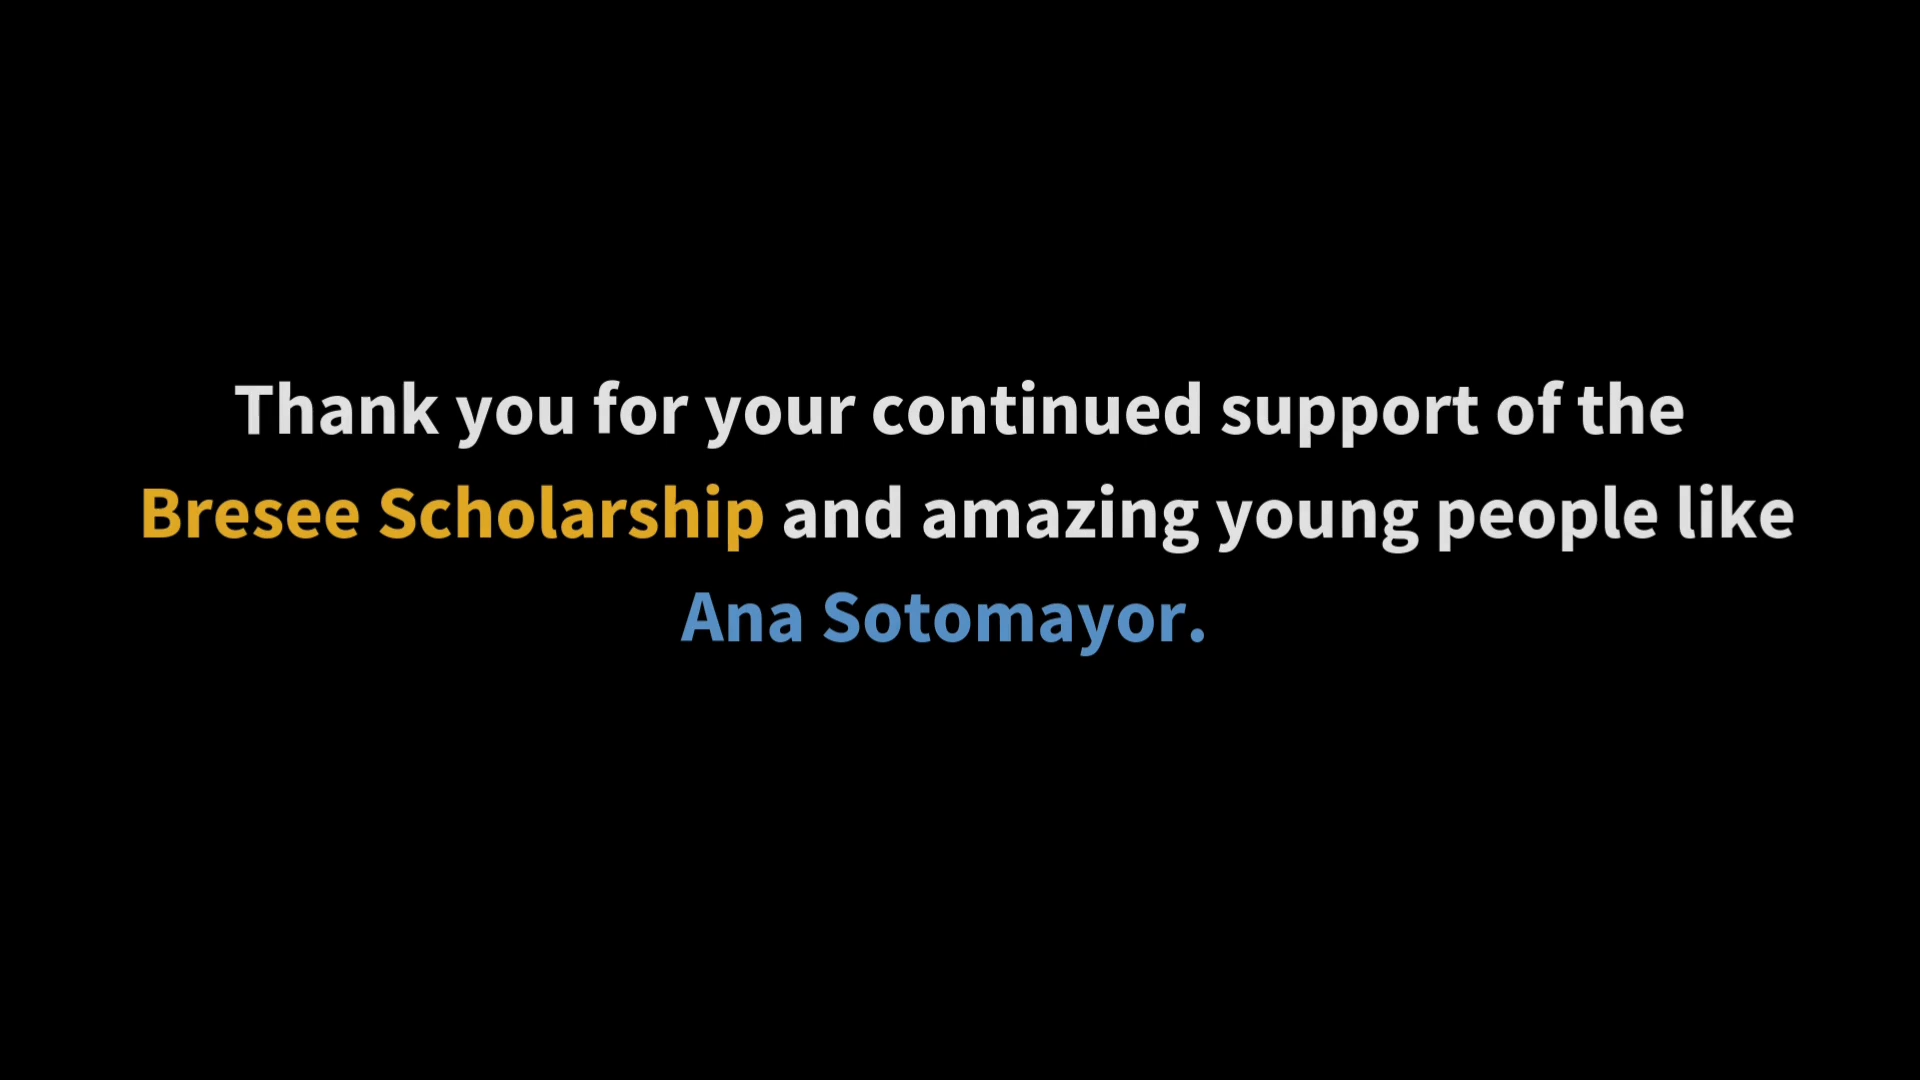 Thank you for your continued support of the
Bresee Scholarship and amazing young people like
Ana Sotomayor.